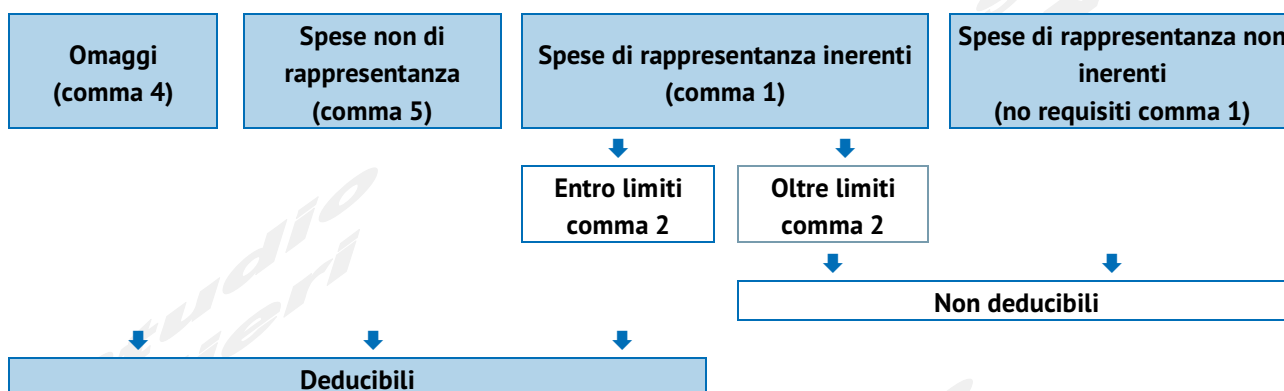 Omaggi
(comma 4)
Spese non di
rappresentanza
(comma 5)
Spese di rappresentanza inerenti
(comma 1)
Spese di rappresentanza non
inerenti
(no requisiti comma 1)
Entro limiti
comma 2
Oltre limiti
comma 2
Non deducibili
Deducibili